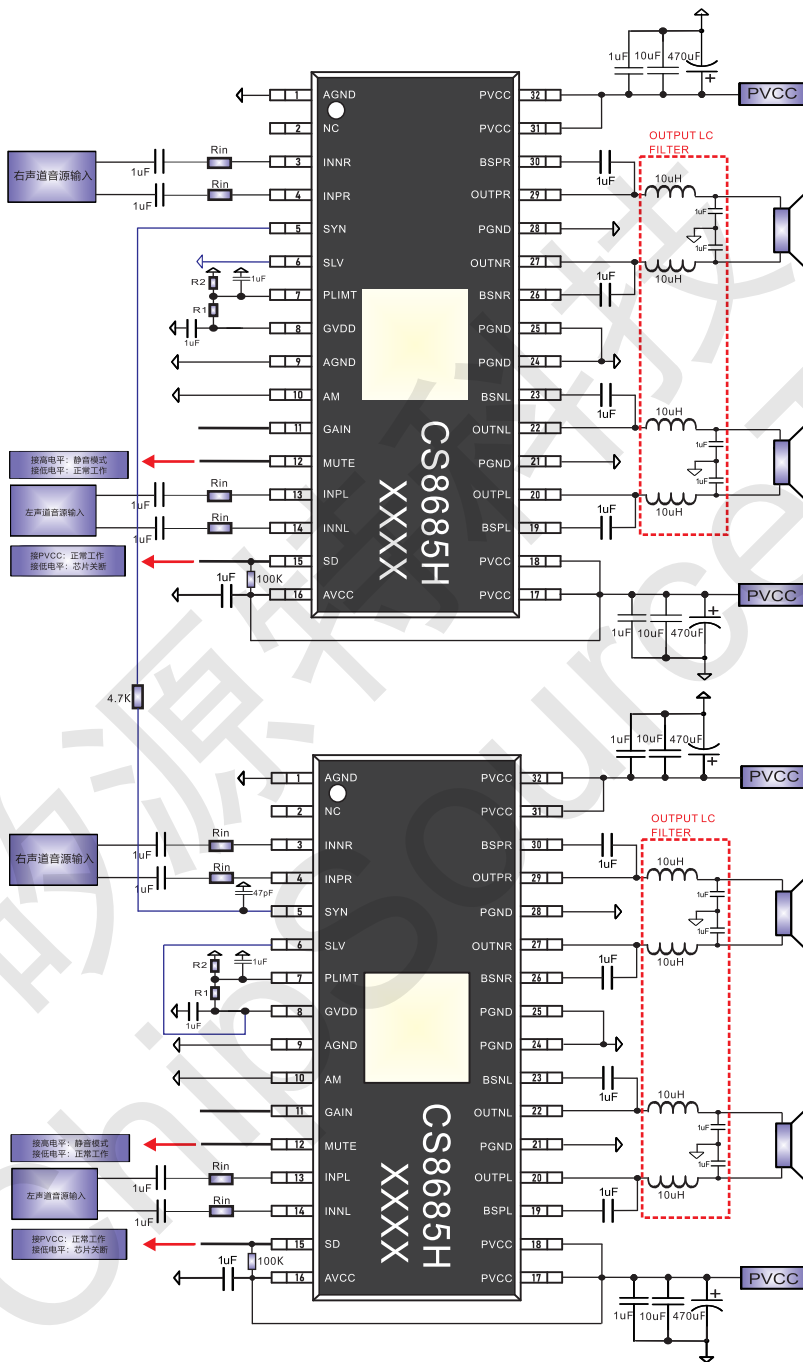 1uF
10uF
470uF
+
PVCC
1 AGND
PVCC 32
2 NC
PVCC 31
OUTPUT LC
FILTER
右声道音源输入
1uF
Rin
3 INNR
BSPR 30
1uF
10uH
1uF
Rin
4 INPR
OUTPR 29
1uF
5 SYN
PGND 28
1uF
6 SLV
OUTNR 27
10uH
R2
1uF
7 PLIMT
BSNR 26
1uF
R1
1uF
8 GVDD
PGND 25
9 AGND
PGND 24
10 AM
BSNL 23
1uF
10uH
11 GAIN
OUTNL 22
1uF
接高电平：静音模式
接低电平：正常工作
12 MUTE
PGND 21
1uF
左声道音源输入
1uF
Rin
13 INPL
OUTPL 20
10uH
1uF
Rin
14 INNL
BSPL 19
1uF
接PVCC：正常工作
接低电平：芯片关断
15 SD
PVCC 18
1uF
100K
16 AVCC
PVCC 17
CS8685H
XXXX
PVCC
1uF
10uF
470uF
+
4.7K
1uF
10uF
470uF
+
PVCC
1 AGND
PVCC 32
2 NC
PVCC 31
OUTPUT LC
FILTER
右声道音源输入
1uF
Rin
3 INNR
BSPR 30
1uF
10uH
1uF
Rin
4 INPR
OUTPR 29
1uF
47pF
5 SYN
PGND 28
1uF
6 SLV
OUTNR 27
10uH
R2
1uF
7 PLIMT
BSNR 26
1uF
R1
1uF
8 GVDD
PGND 25
9 AGND
PGND 24
10 AM
BSNL 23
1uF
10uH
11 GAIN
OUTNL 22
1uF
接高电平：静音模式
接低电平：正常工作
12 MUTE
PGND 21
1uF
左声道音源输入
1uF
Rin
13 INPL
OUTPL 20
10uH
1uF
Rin
14 INNL
BSPL 19
1uF
接PVCC：正常工作
接低电平：芯片关断
15 SD
PVCC 18
1uF
100K
16 AVCC
PVCC 17
CS8685H
XXXX
PVCC
1uF
10uF
470uF
+
源特科技
ChipSource